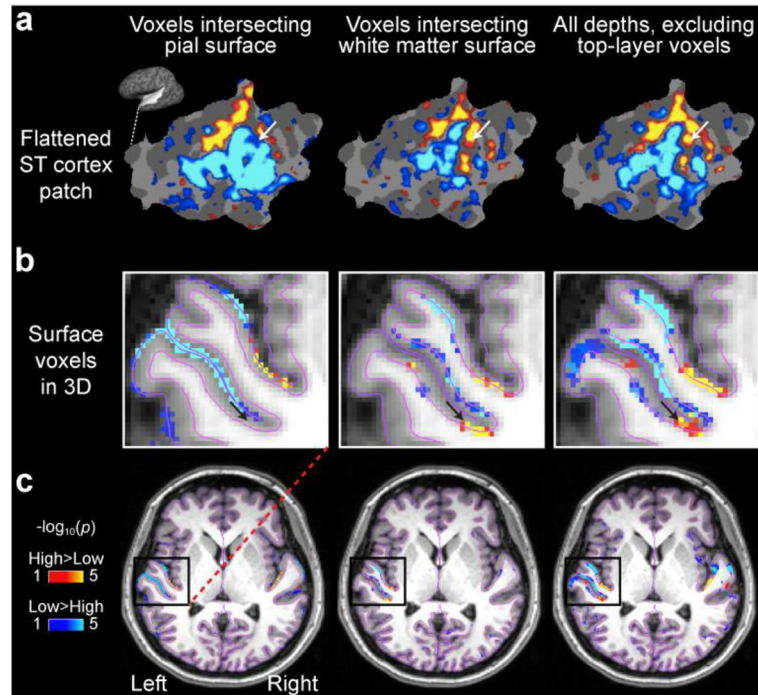 a
Voxels intersecting
pial surface
Voxels intersecting
white matter surface
All depths, excluding
top-layer voxels
Flattened
ST cortex
patch
b
Surface
voxels
in 3D
c
-log₁₀(p)
High>Low
1 5
Low>High
1 5
Left Right